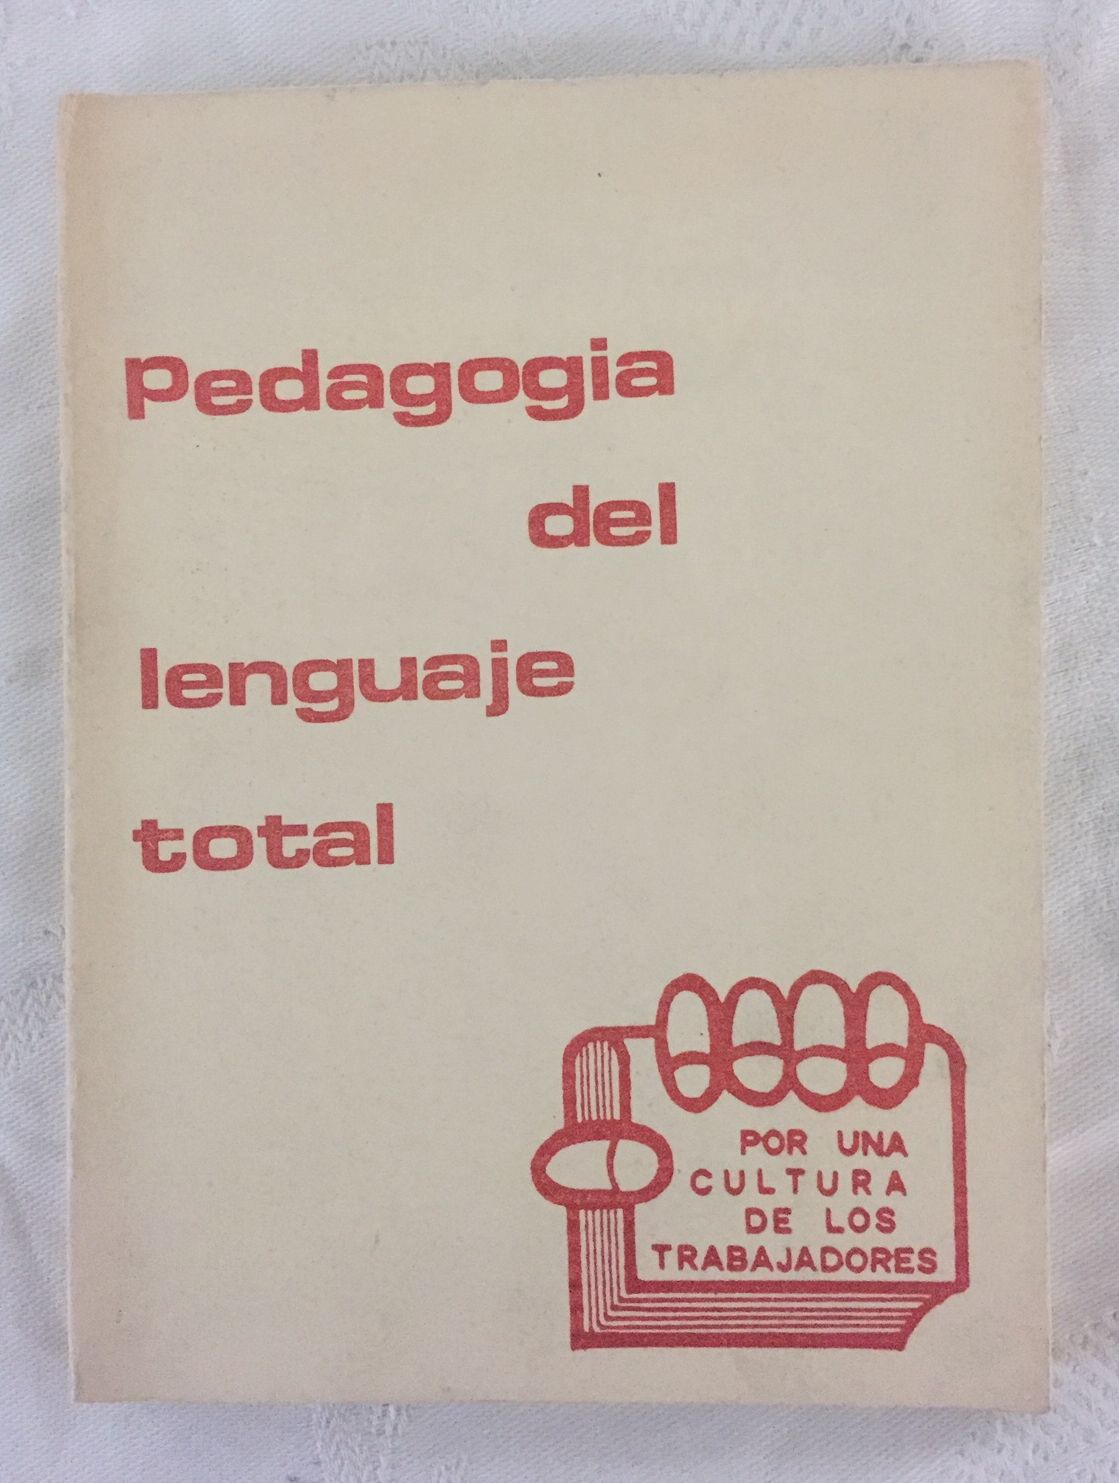 Pedagogia
del
lenguaje
total
POR UNA
CULTURA
DE LOS
TRABAJADORES